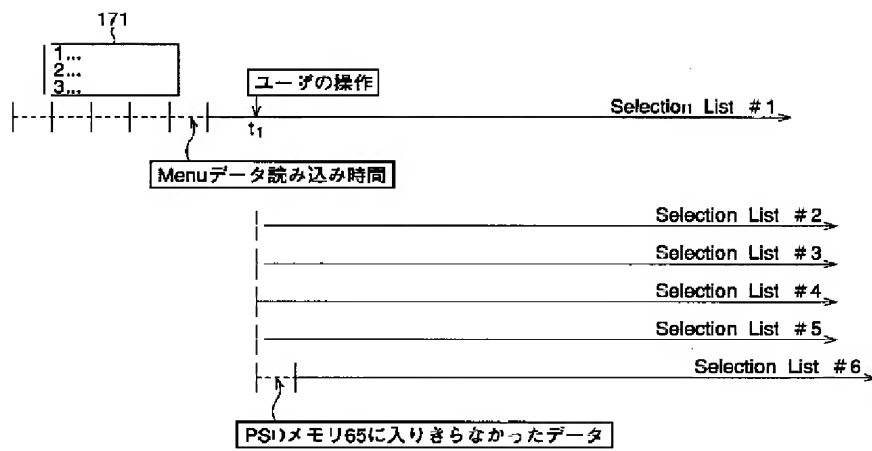 171
1...
2...
3...
ユーザの操作
Selection List #1
t1
Menuデータ読み込み時間
Selection List #2
Selection List #3
Selection List #4
Selection List #5
Selection List #6
PSのメモリ65に入りきらなかったデータ